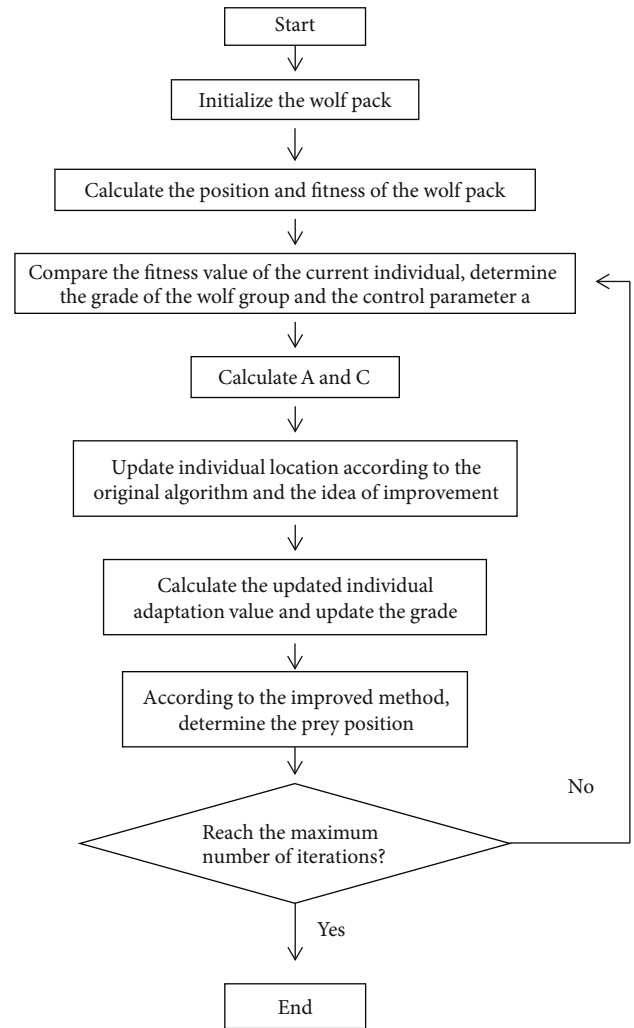 Start
Initialize the wolf pack
Calculate the position and fitness of the wolf pack
Compare the fitness value of the current individual, determine
the grade of the wolf group and the control parameter a
Calculate A and C
Update individual location according to the
original algorithm and the idea of improvement
Calculate the updated individual
adaptation value and update the grade
According to the improved method,
determine the prey position
No
Reach the maximum
number of iterations?
Yes
End